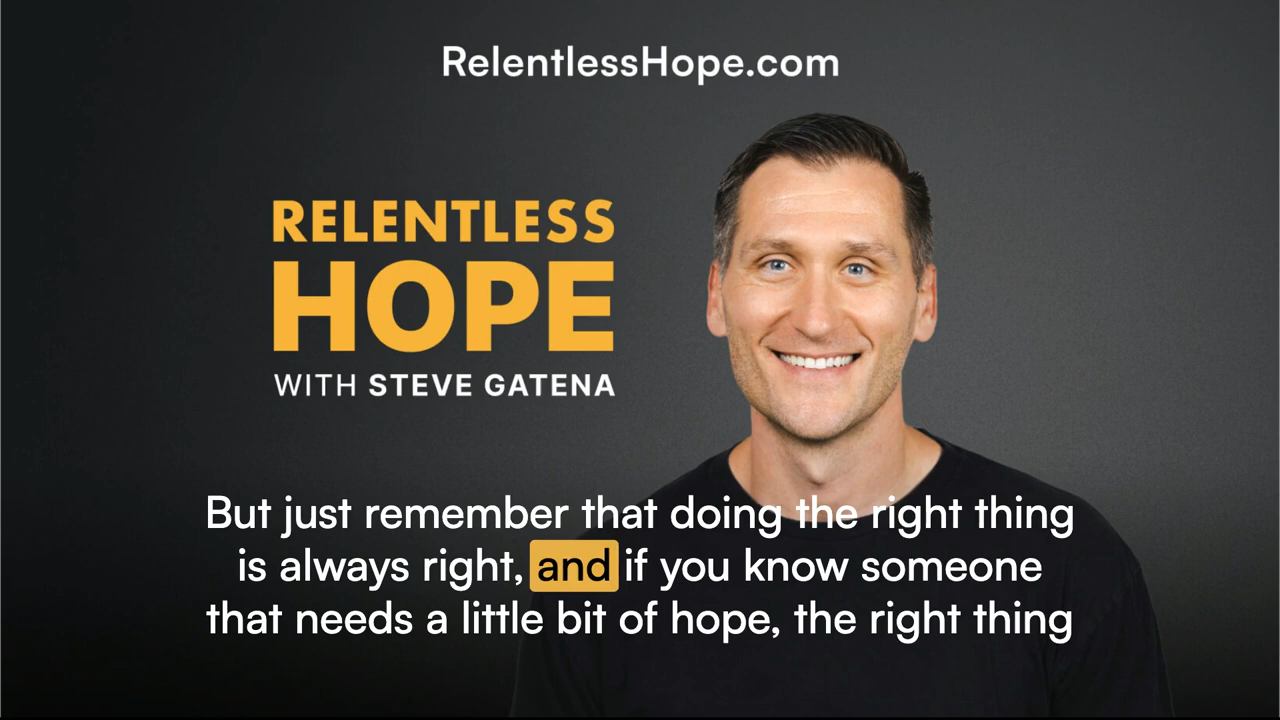 RelentlessHope.com
RELENTLESS
HOPE
WITH STEVE GATENA
But just remember that doing the right thing
is always right, and if you know someone
that needs a little bit of hope, the right thing